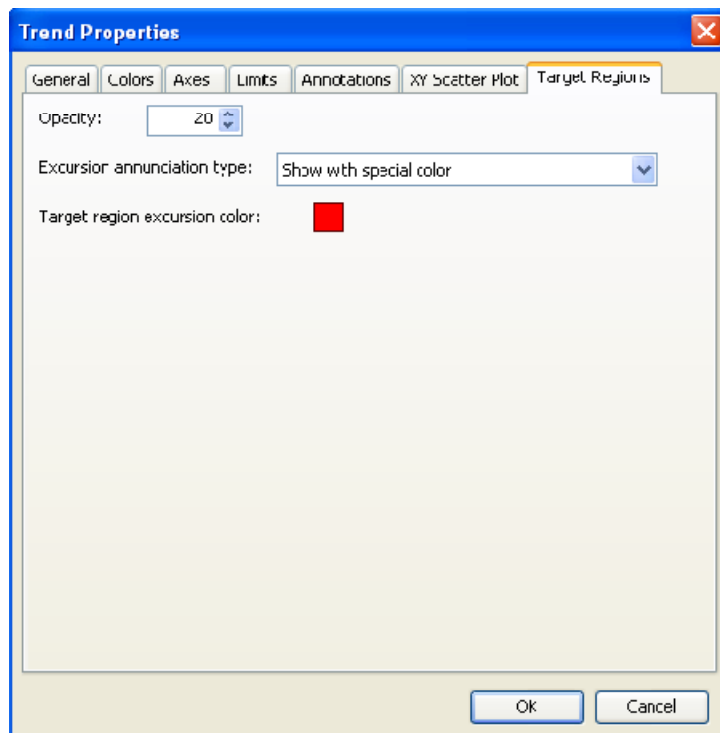 Trend Properties
General Colors Axes Limits Annotations XY Scatter Plot Target Regions
Opacity: 20
Excursion annunciation type: Show with special color
Target region excursion color:
OK Cancel